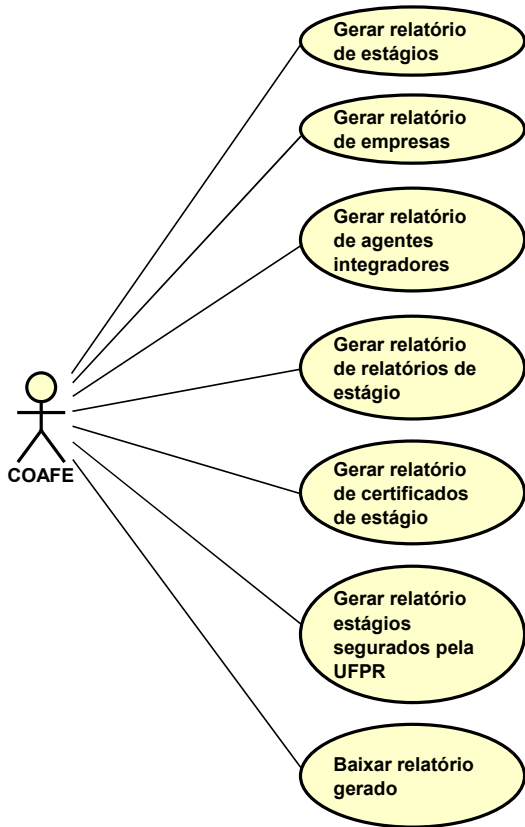 Gerar relatório
de estágios
Gerar relatório
de empresas
Gerar relatório
de agentes
integradores
Gerar relatório
de relatórios de
estágio
COAFE
Gerar relatório
de certificados
de estágio
Gerar relatório
estágios
segurados pela
UFPR
Baixar relatório
gerado